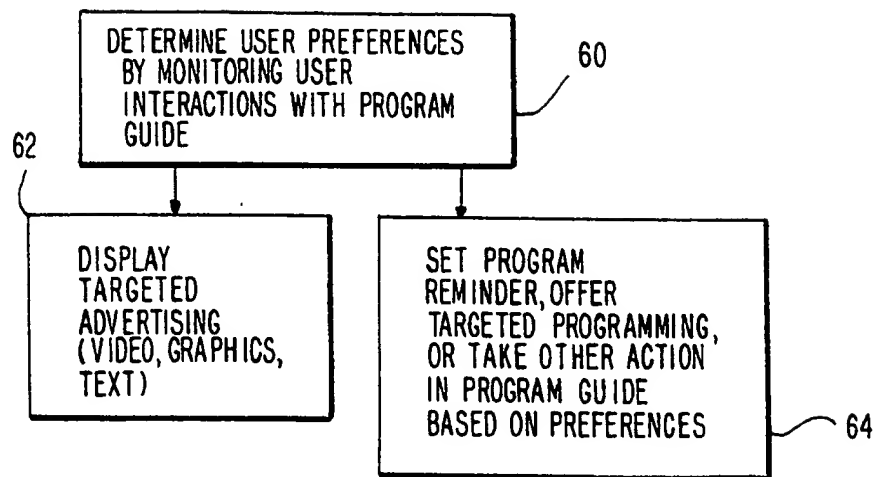 DETERMINE USER PREFERENCES
BY MONITORING USER
INTERACTIONS WITH PROGRAM
GUIDE
60
62
DISPLAY
TARGETED
ADVERTISING
(VIDEO, GRAPHICS,
TEXT)
SET PROGRAM
REMINDER, OFFER
TARGETED PROGRAMMING,
OR TAKE OTHER ACTION
IN PROGRAM GUIDE
BASED ON PREFERENCES
64